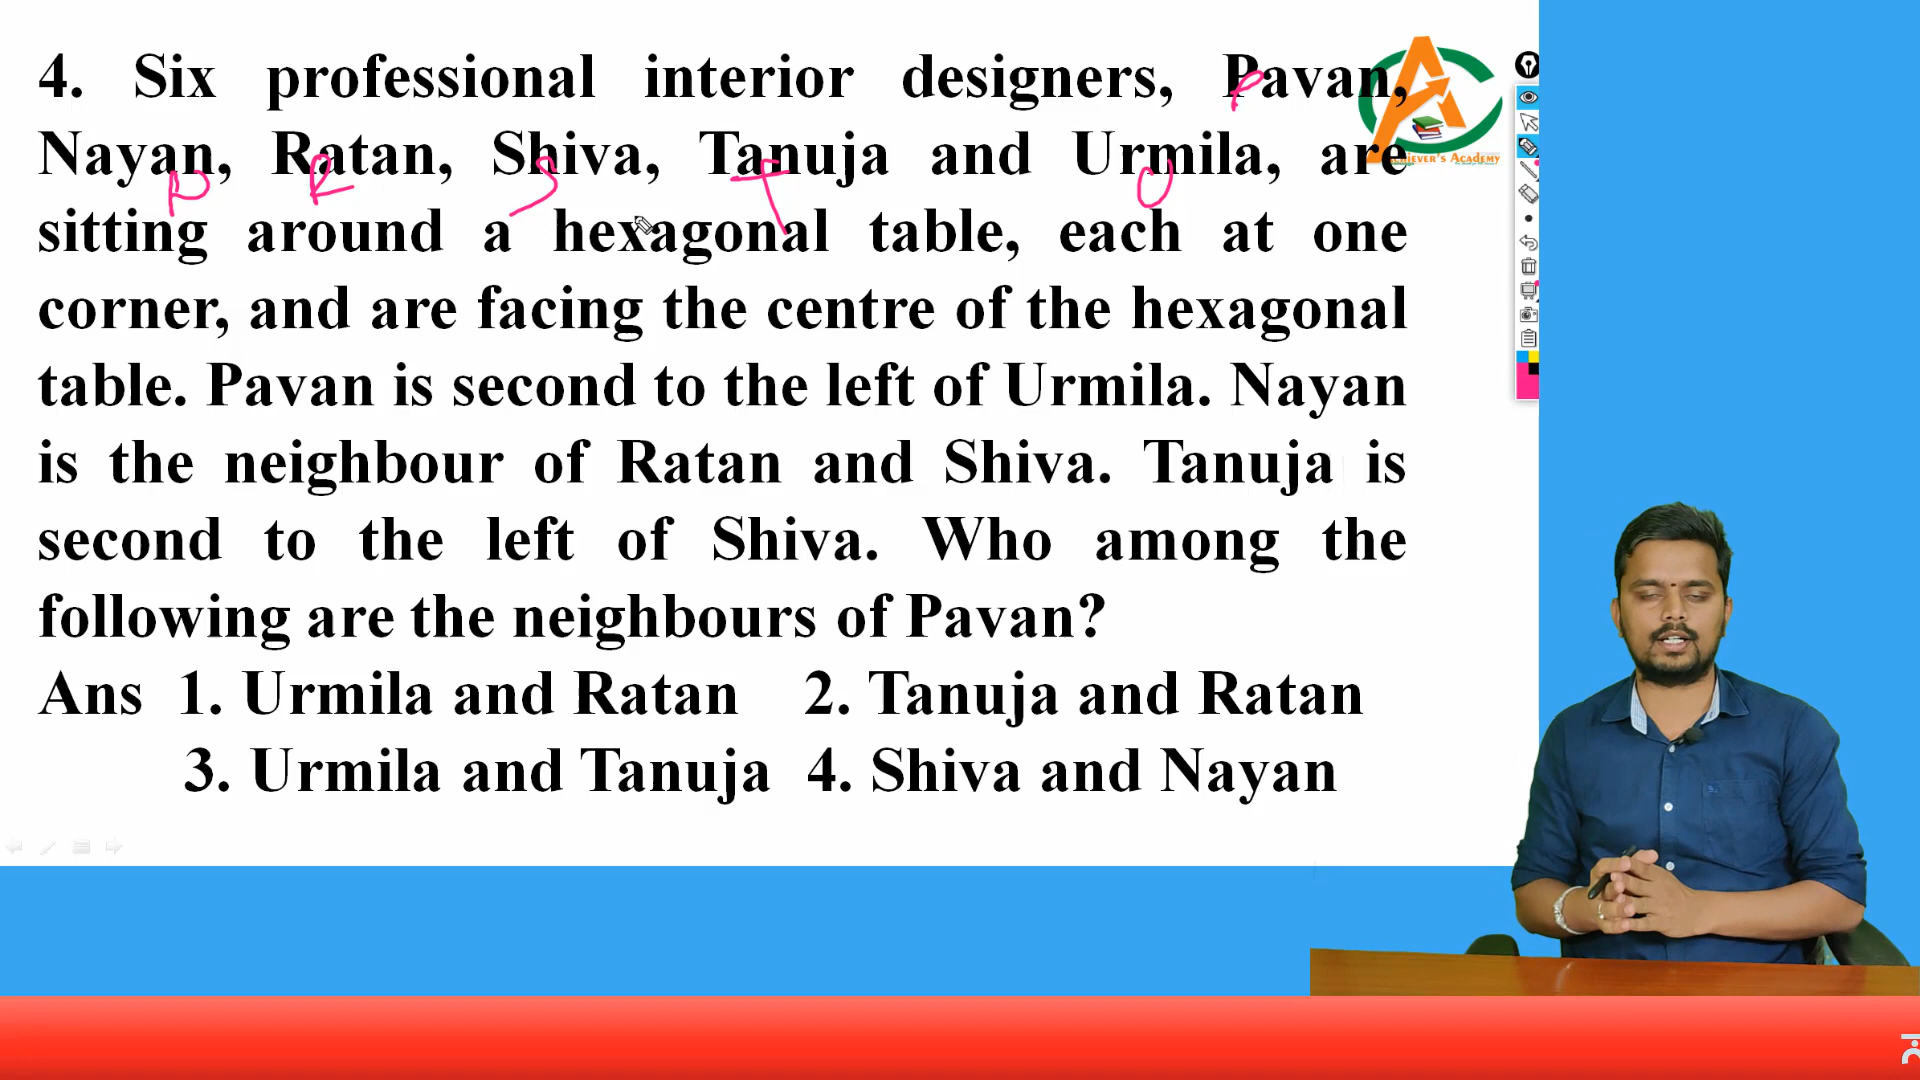 4. Six professional interior designers, Pavan,
Nayan, Ratan, Shiva, Tanuja and Urmila, are
sitting around a hexagonal table, each at one
corner, and are facing the centre of the hexagonal
table. Pavan is second to the left of Urmila. Nayan
is the neighbour of Ratan and Shiva. Tanuja is
second to the left of Shiva. Who among the
following are the neighbours of Pavan?
Ans 1. Urmila and Ratan 2. Tanuja and Ratan
3. Urmila and Tanuja 4. Shiva and Nayan
P
R S T U